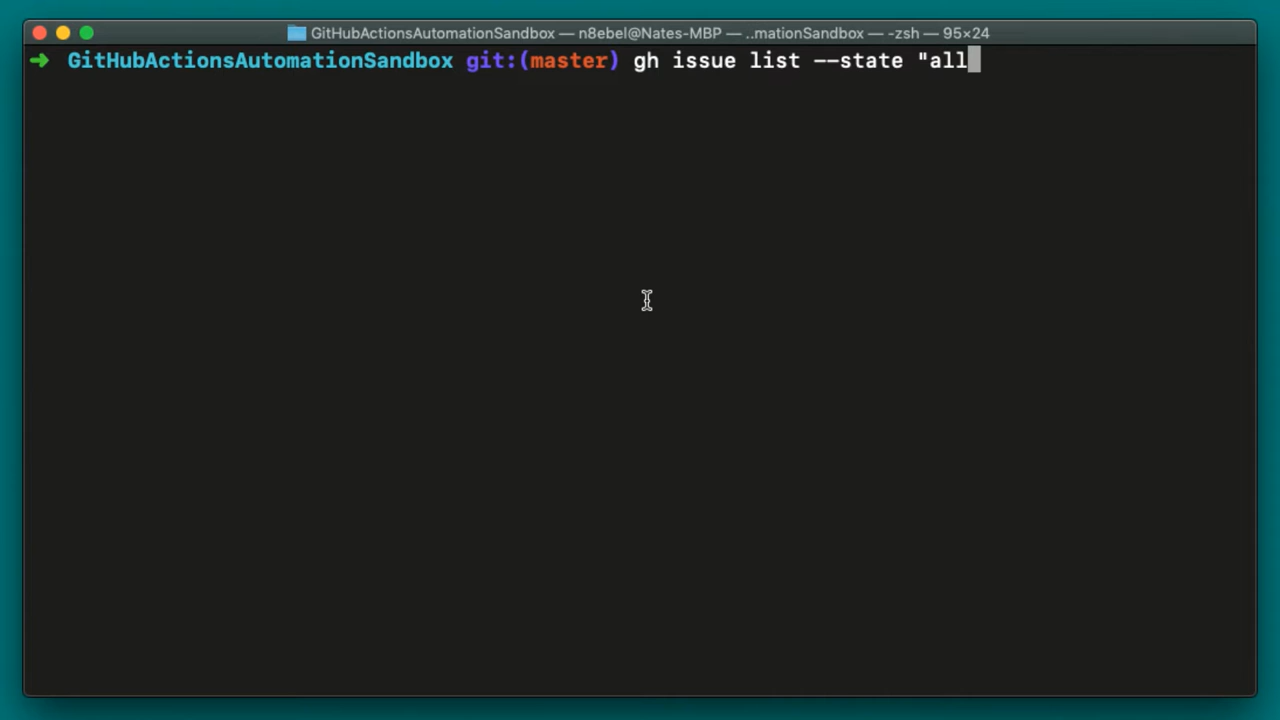 GitHubActionsAutomationSandbox — n8ebel@Nates-MBP — ..mationSandbox — -zsh — 95×24
➜ GitHubActionsAutomationSandbox git:(master) gh issue list --state "all